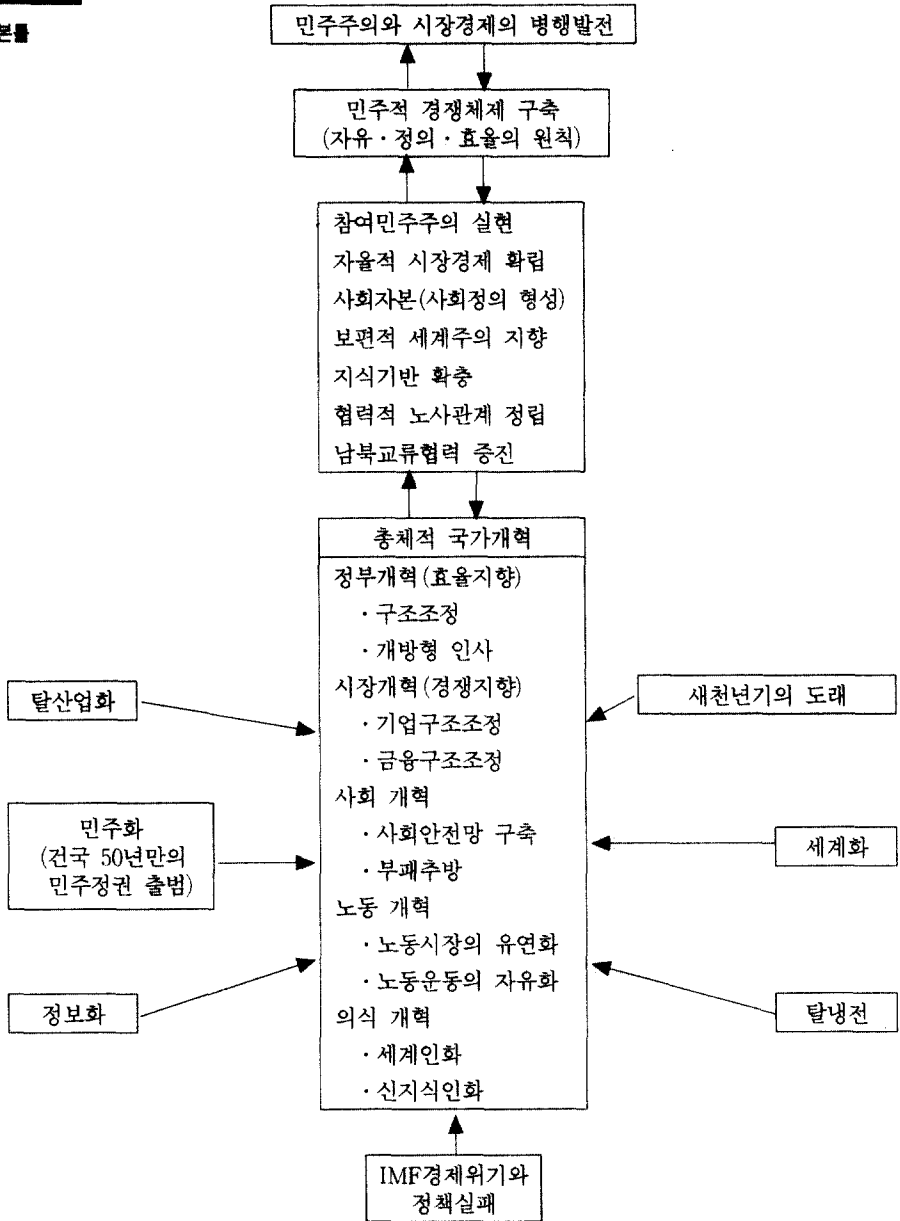 본틀
민주주의와 시장경제의 병행발전
민주적 경쟁체제 구축
(자유·정의·효율의 원칙)
참여민주주의 실현
자율적 시장경제 확립
사회자본(사회정의 형성)
보편적 세계주의 지향
지식기반 확충
협력적 노사관계 정립
남북교류협력 증진
총체적 국가개혁
정부개혁(효율지향)
·구조조정
·개방형 인사
시장개혁(경쟁지향)
·기업구조조정
·금융구조조정
사회 개혁
·사회안전망 구축
·부패추방
노동 개혁
·노동시장의 유연화
·노동운동의 자유화
의식 개혁
·세계인화
·신지식인화
탈산업화
민주화
(건국 50년만의
민주정권 출범)
정보화
새천년기의 도래
세계화
탈냉전
IMF경제위기와
정책실패